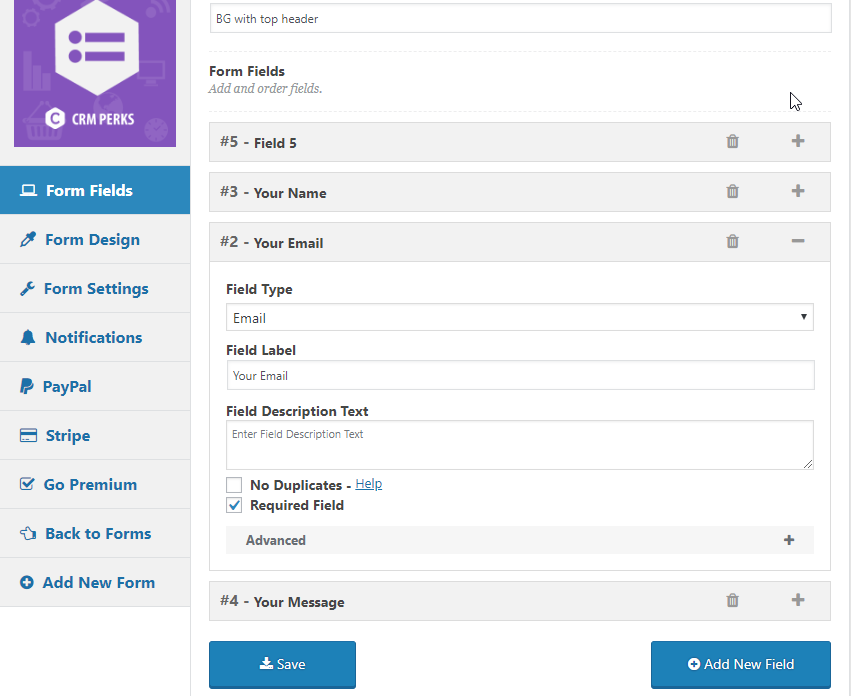 CRM PERKS
Form Fields
Form Design
Form Settings
Notifications
PayPal
Stripe
Go Premium
Back to Forms
Add New Form
BG with top header
Form Fields
Add and order fields.
#5 - Field 5
#3 - Your Name
#2 - Your Email
Field Type
Email
Field Label
Your Email
Field Description Text
Enter Field Description Text
No Duplicates - Help
Required Field
Advanced
#4 - Your Message
Save
Add New Field